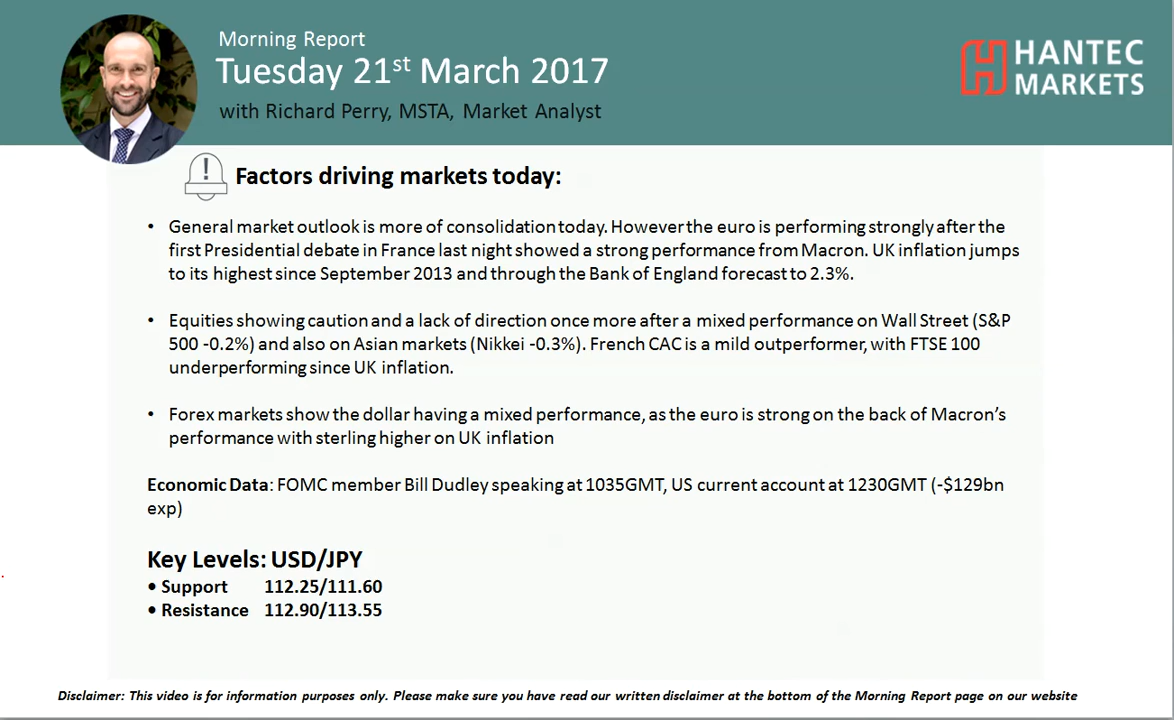 Morning Report
Tuesday 21st March 2017
with Richard Perry, MSTA, Market Analyst
HANTEC
MARKETS
!
Factors driving markets today:
• General market outlook is more of consolidation today. However the euro is performing strongly after the
first Presidential debate in France last night showed a strong performance from Macron. UK inflation jumps
to its highest since September 2013 and through the Bank of England forecast to 2.3%.
• Equities showing caution and a lack of direction once more after a mixed performance on Wall Street (S&P
500 -0.2%) and also on Asian markets (Nikkei -0.3%). French CAC is a mild outperformer, with FTSE 100
underperforming since UK inflation.
• Forex markets show the dollar having a mixed performance, as the euro is strong on the back of Macron’s
performance with sterling higher on UK inflation
Economic Data: FOMC member Bill Dudley speaking at 1035GMT, US current account at 1230GMT (-$129bn
exp)
Key Levels: USD/JPY
• Support 112.25/111.60
• Resistance 112.90/113.55
Disclaimer: This video is for information purposes only. Please make sure you have read our written disclaimer at the bottom of the Morning Report page on our website